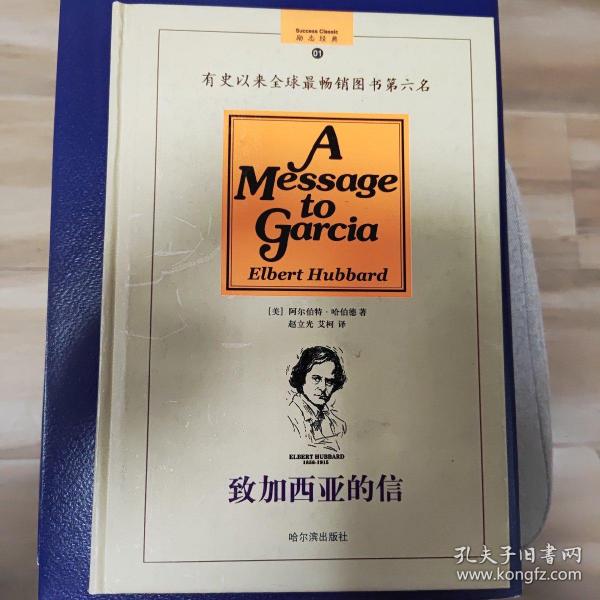 Success Classic
励志经典
01
有史以来全球最畅销图书第六名
A
Message
to
Garcia
Elbert Hubbard
[美] 阿尔伯特·哈伯德 著
赵立光 艾柯 译
ELBERT HUBBARD
1856-1915
致加西亚的信
哈尔滨出版社
孔夫子旧书网
www.kongfz.com